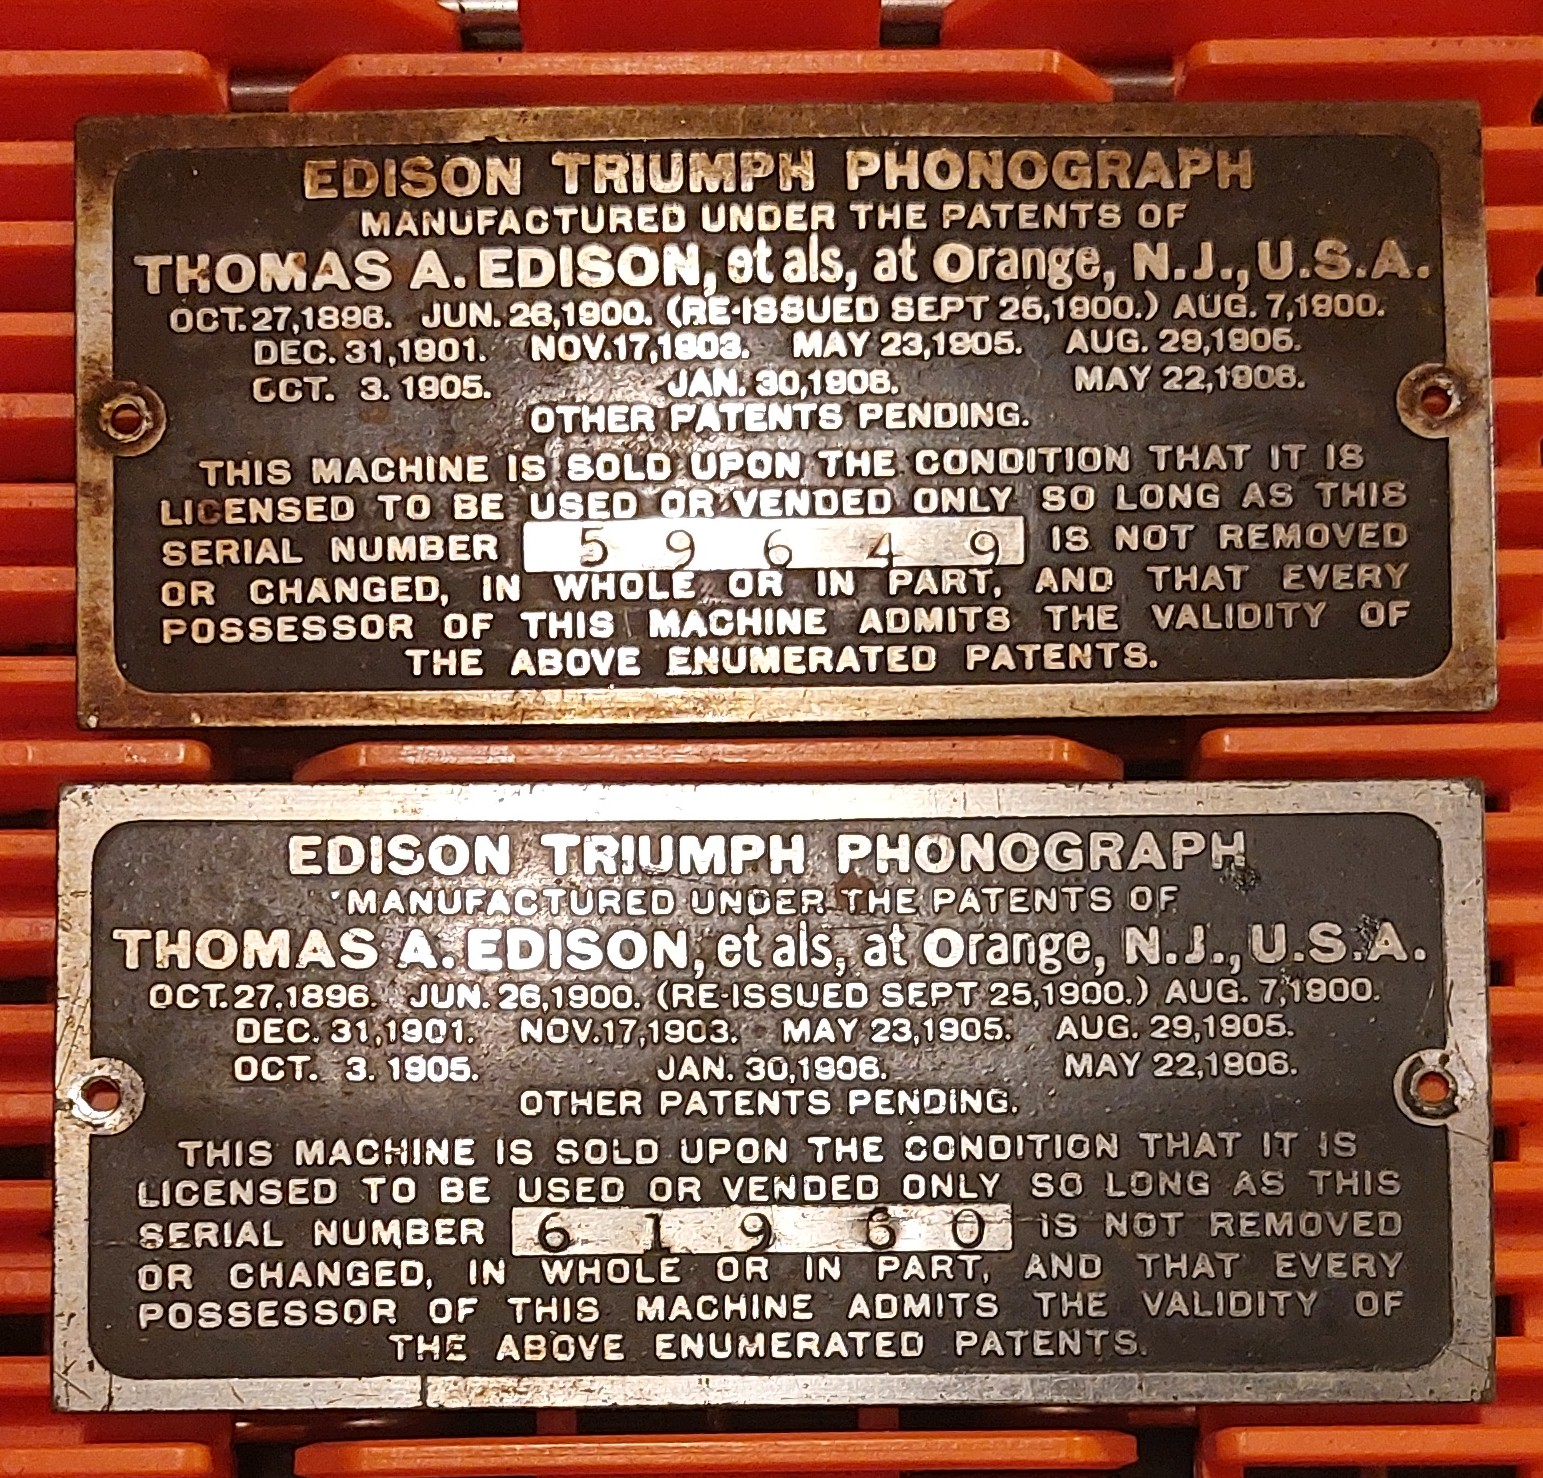 EDISON TRIUMPH PHONOGRAPH
MANUFACTURED UNDER THE PATENTS OF
THOMAS A. EDISON, et als, at Orange, N.J., U.S.A.
OCT. 27, 1896. JUN. 26, 1900. (RE-ISSUED SEPT 25, 1900.) AUG. 7, 1900.
DEC. 31, 1901. NOV. 17, 1903. MAY 23, 1905. AUG. 29, 1905.
OCT. 3. 1905. JAN. 30, 1906. MAY 22, 1906.
OTHER PATENTS PENDING.
THIS MACHINE IS SOLD UPON THE CONDITION THAT IT IS
LICENSED TO BE USED OR VENDED ONLY SO LONG AS THIS
SERIAL NUMBER 59649 IS NOT REMOVED
OR CHANGED, IN WHOLE OR IN PART, AND THAT EVERY
POSSESSOR OF THIS MACHINE ADMITS THE VALIDITY OF
THE ABOVE ENUMERATED PATENTS.
EDISON TRIUMPH PHONOGRAPH
MANUFACTURED UNDER THE PATENTS OF
THOMAS A. EDISON, et als, at Orange, N.J., U.S.A.
OCT. 27. 1896. JUN. 26, 1900. (RE-ISSUED SEPT 25, 1900.) AUG. 7, 1900.
DEC. 31, 1901. NOV. 17, 1903. MAY 23, 1905. AUG. 29, 1905.
OCT. 3. 1905. JAN. 30, 1906. MAY 22, 1906.
OTHER PATENTS PENDING.
THIS MACHINE IS SOLD UPON THE CONDITION THAT IT IS
LICENSED TO BE USED OR VENDED ONLY SO LONG AS THIS
SERIAL NUMBER 61960 IS NOT REMOVED
OR CHANGED, IN WHOLE OR IN PART, AND THAT EVERY
POSSESSOR OF THIS MACHINE ADMITS THE VALIDITY OF
THE ABOVE ENUMERATED PATENTS.